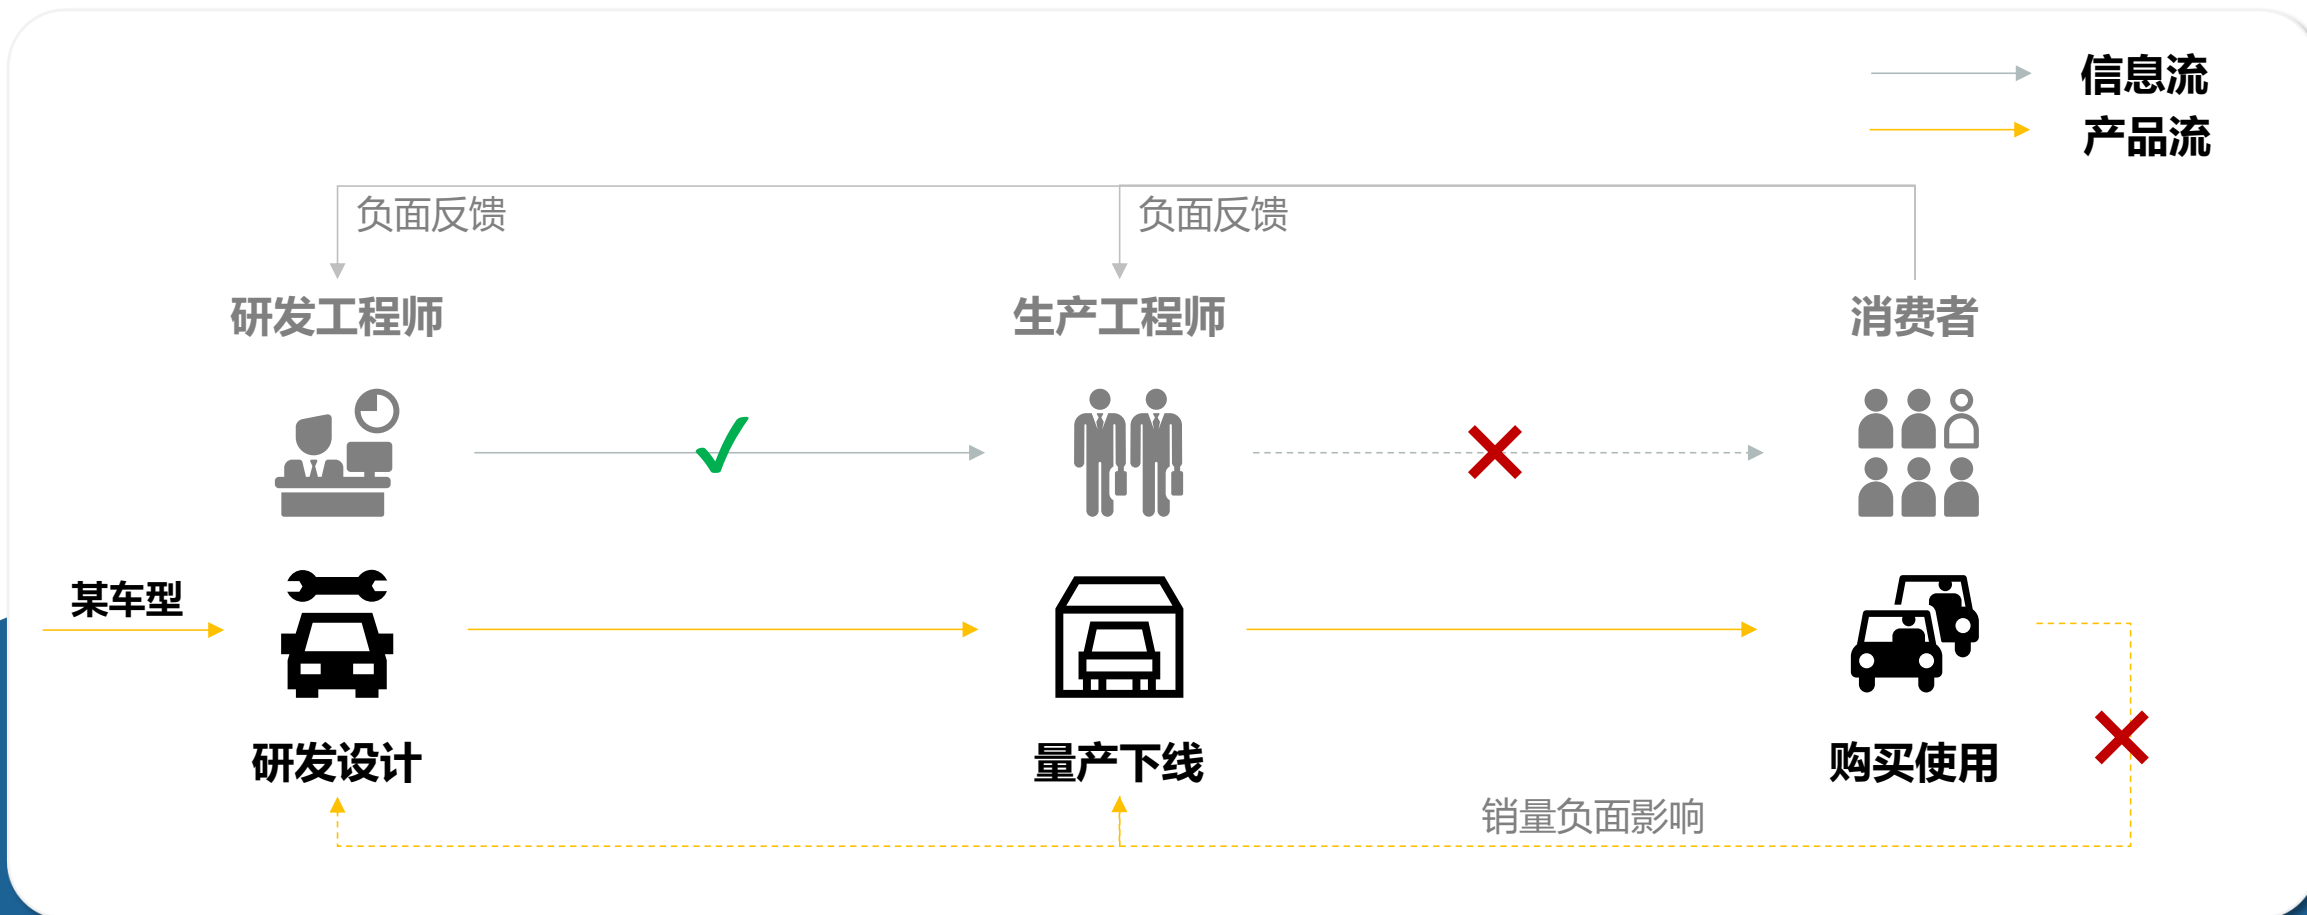 信息流
产品流
负面反馈
负面反馈
研发工程师
生产工程师
消费者
某车型
研发设计
量产下线
购买使用
销量负面影响